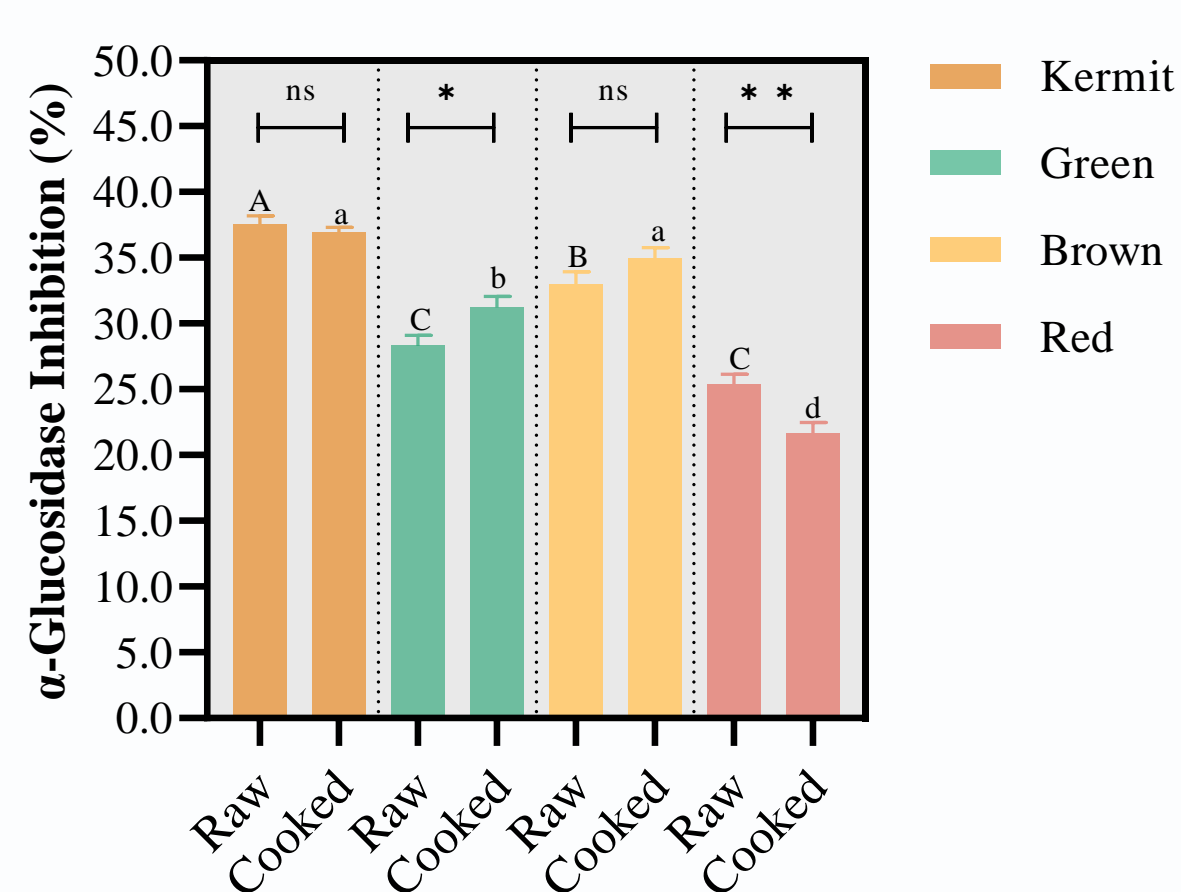 α-Glucosidase Inhibition (%)
50.0
45.0
40.0
35.0
30.0
25.0
20.0
15.0
10.0
5.0
0.0
ns
*
ns
* *
A
a
C
b
B
a
C
d
Raw
Cooked
Raw
Cooked
Raw
Cooked
Raw
Cooked
Kermit
Green
Brown
Red